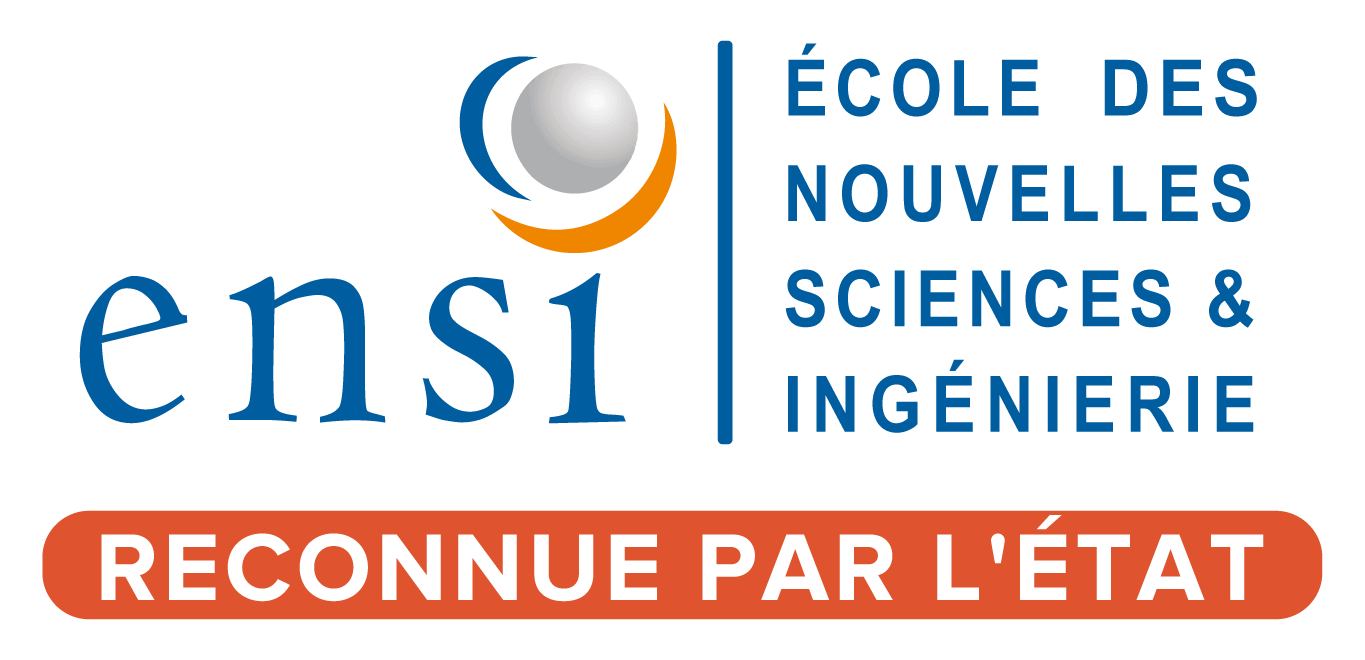 ensi
ÉCOLE DES
NOUVELLES
SCIENCES &
INGÉNIERIE
RECONNUE PAR L'ÉTAT